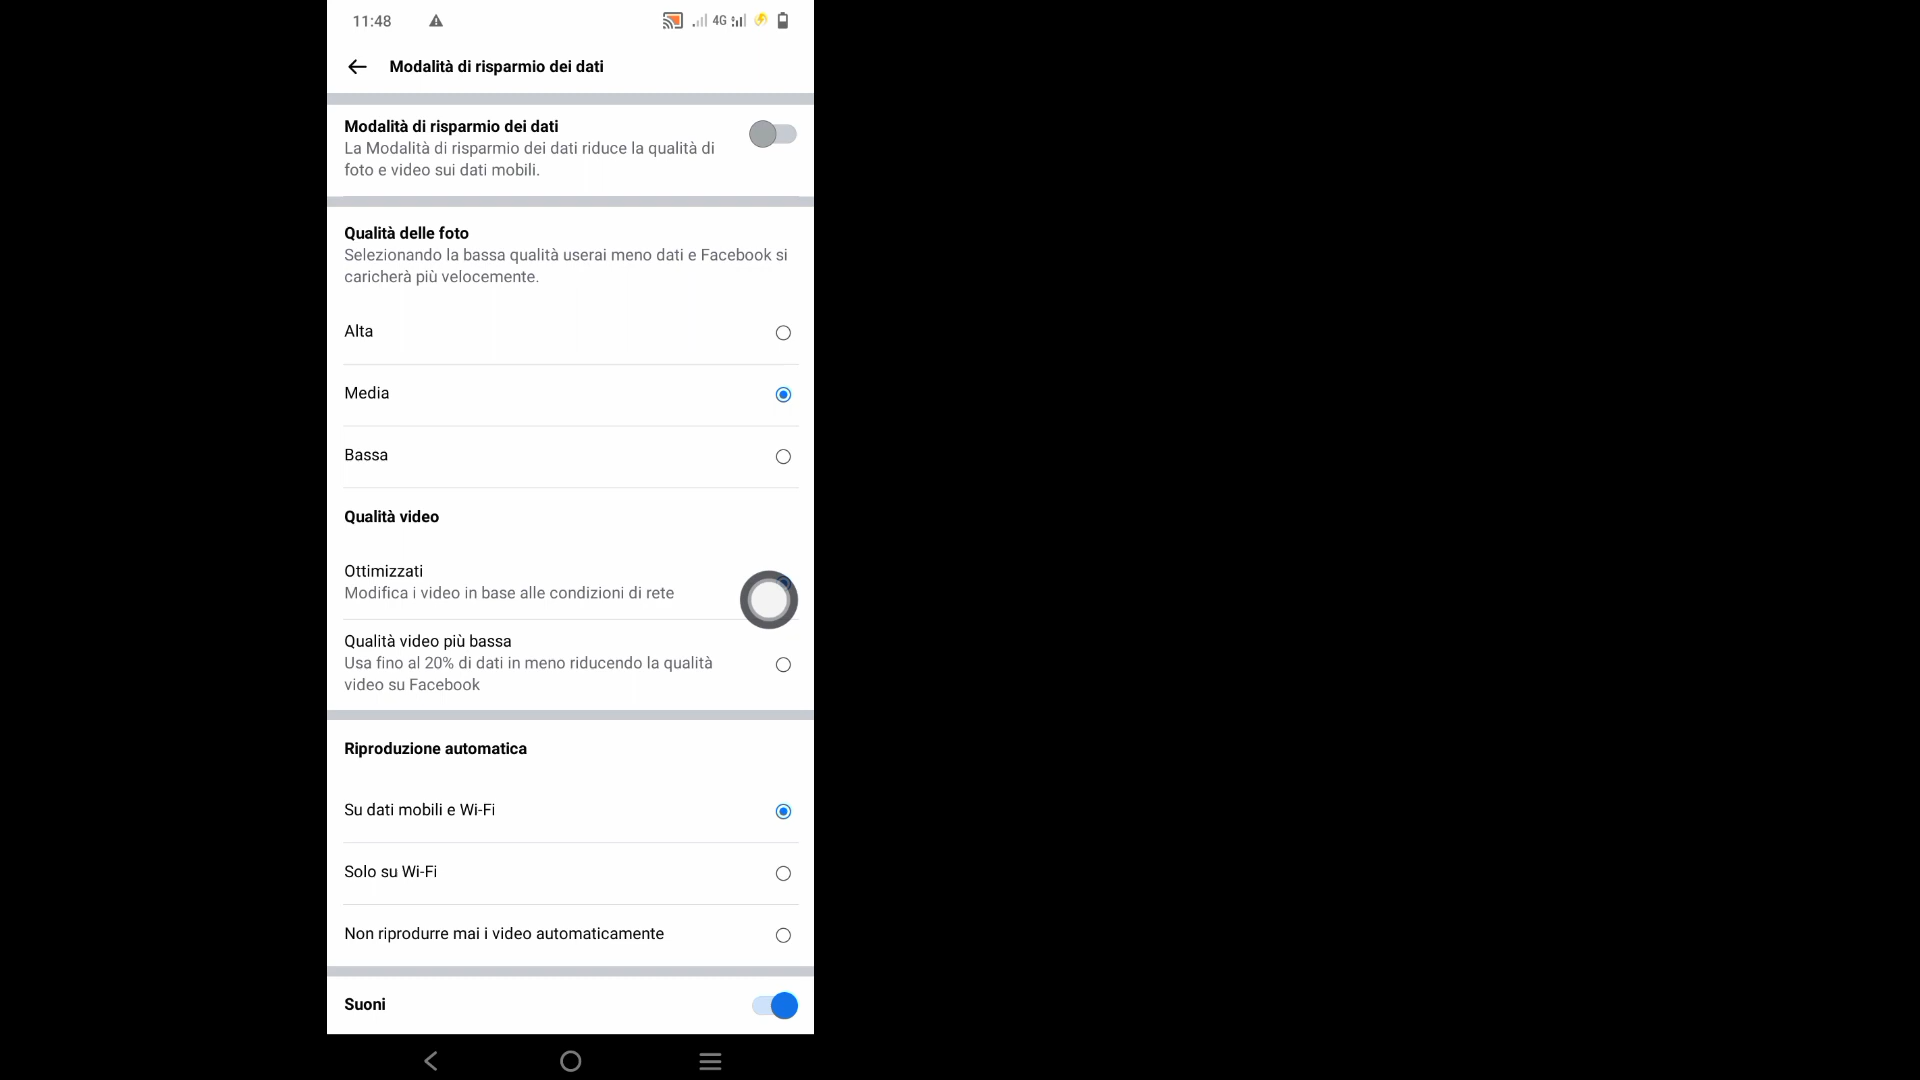 11:48
4G
Modalità di risparmio dei dati
Modalità di risparmio dei dati
La Modalità di risparmio dei dati riduce la qualità di
foto e video sui dati mobili.
Qualità delle foto
Selezionando la bassa qualità userai meno dati e Facebook si
caricherà più velocemente.
Alta
Media
Bassa
Qualità video
Ottimizzati
Modifica i video in base alle condizioni di rete
Qualità video più bassa
Usa fino al 20% di dati in meno riducendo la qualità
video su Facebook
Riproduzione automatica
Su dati mobili e Wi-Fi
Solo su Wi-Fi
Non riprodurre mai i video automaticamente
Suoni